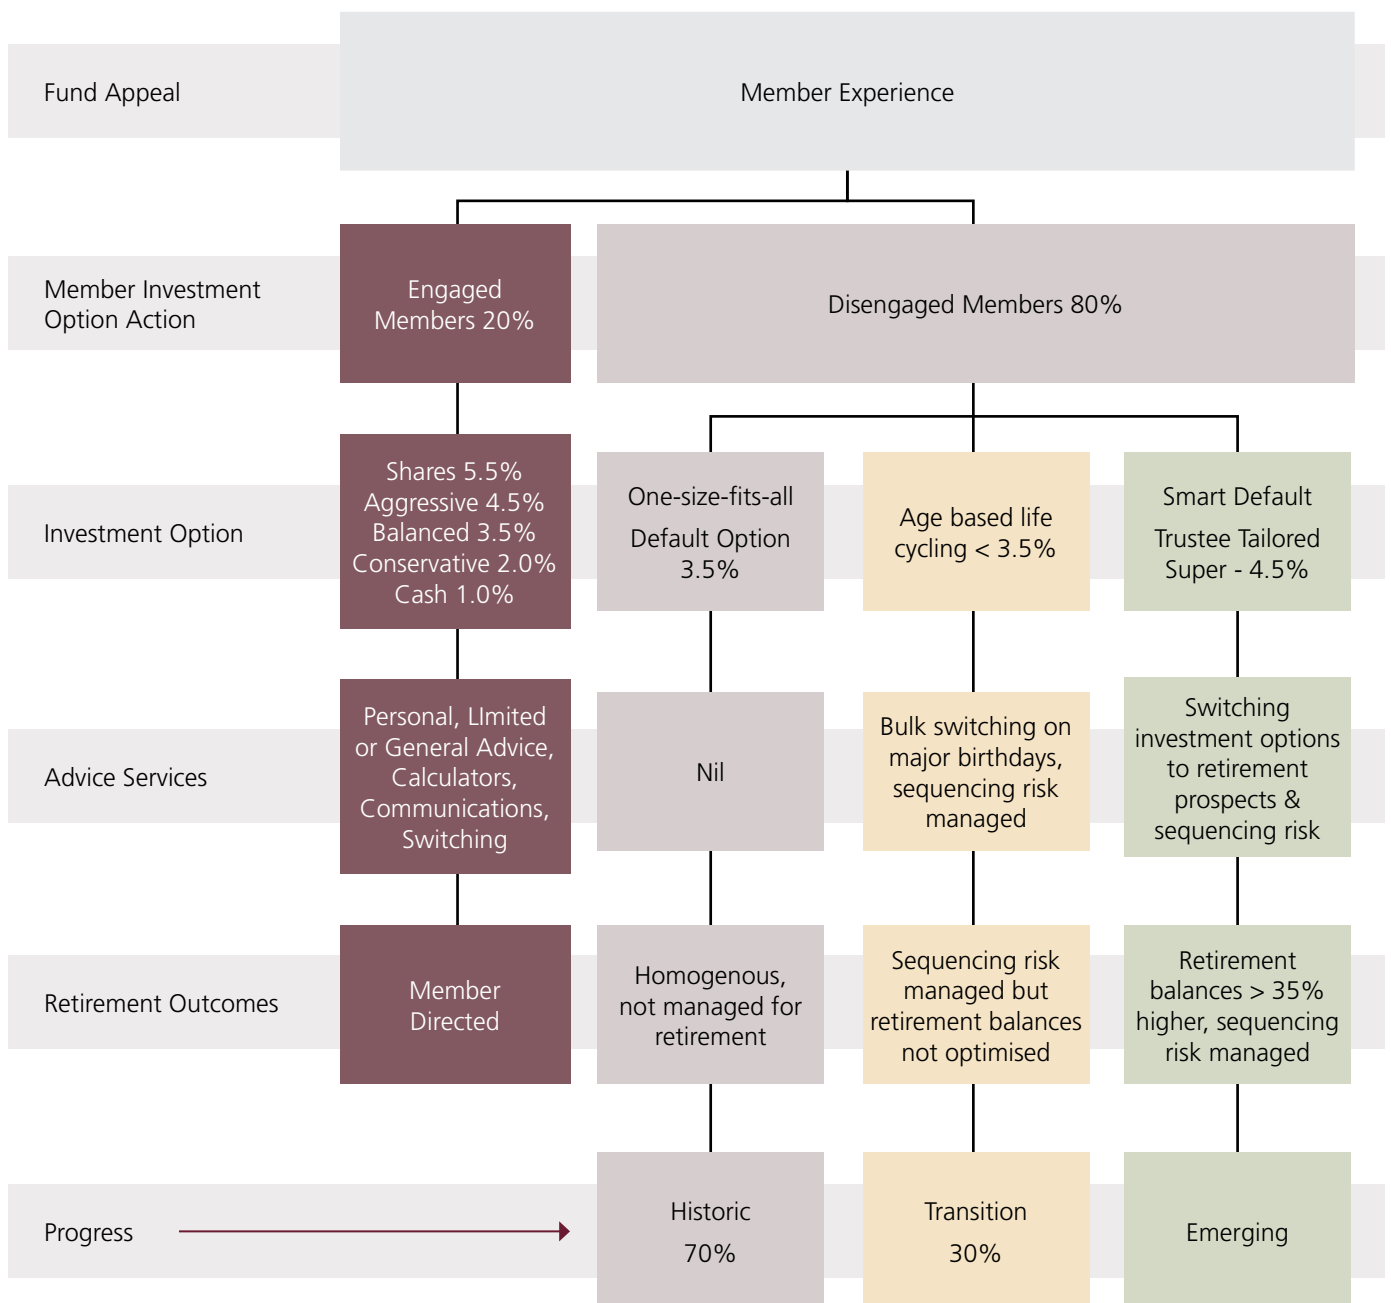 Fund Appeal
Member Experience
Member Investment
Option Action
Engaged
Members 20%
Disengaged Members 80%
Investment Option
Shares 5.5%
Aggressive 4.5%
Balanced 3.5%
Conservative 2.0%
Cash 1.0%
One-size-fits-all
Default Option
3.5%
Age based life
cycling < 3.5%
Smart Default
Trustee Tailored
Super - 4.5%
Advice Services
Personal, LImited
or General Advice,
Calculators,
Communications,
Switching
Nil
Bulk switching on
major birthdays,
sequencing risk
managed
Switching
investment options
to retirement
prospects &
sequencing risk
Retirement Outcomes
Member
Directed
Homogenous,
not managed for
retirement
Sequencing risk
managed but
retirement balances
not optimised
Retirement
balances > 35%
higher, sequencing
risk managed
Progress
Historic
70%
Transition
30%
Emerging